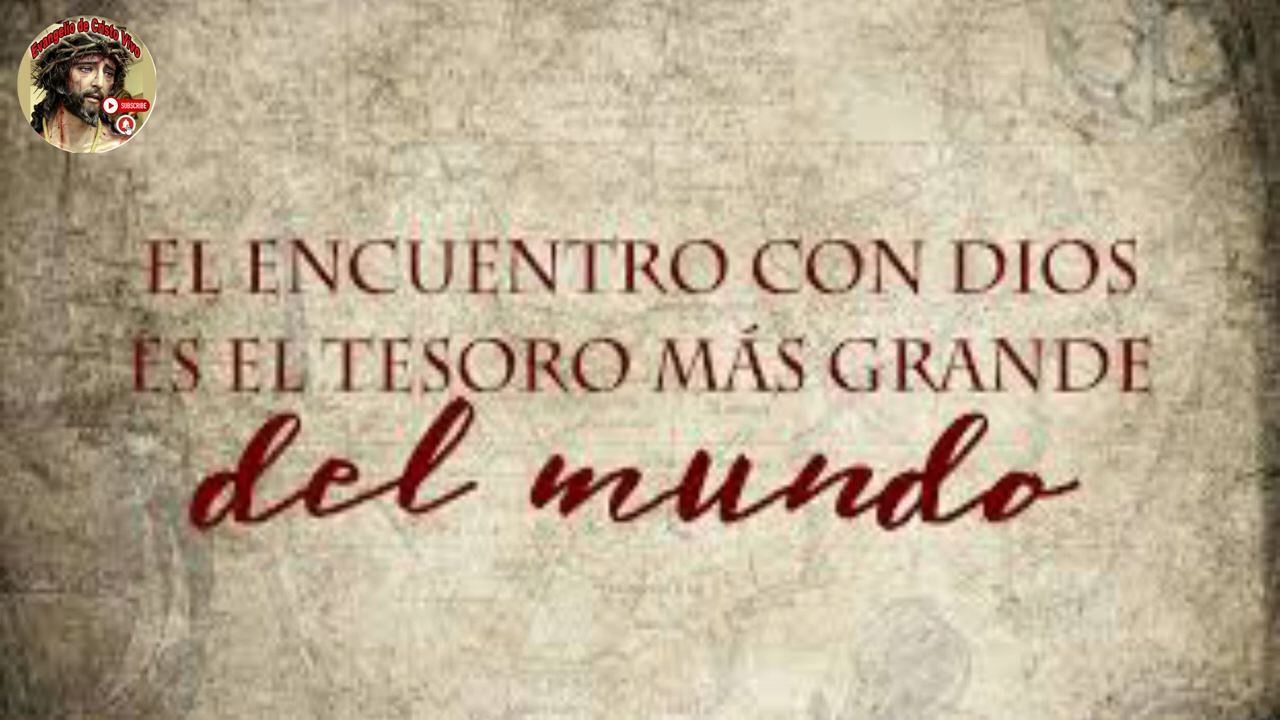 Evangelio de Cristo Vivo
SUBSCRIBE
EL ENCUENTRO CON DIOS
ES EL TESORO MÁS GRANDE
del mundo